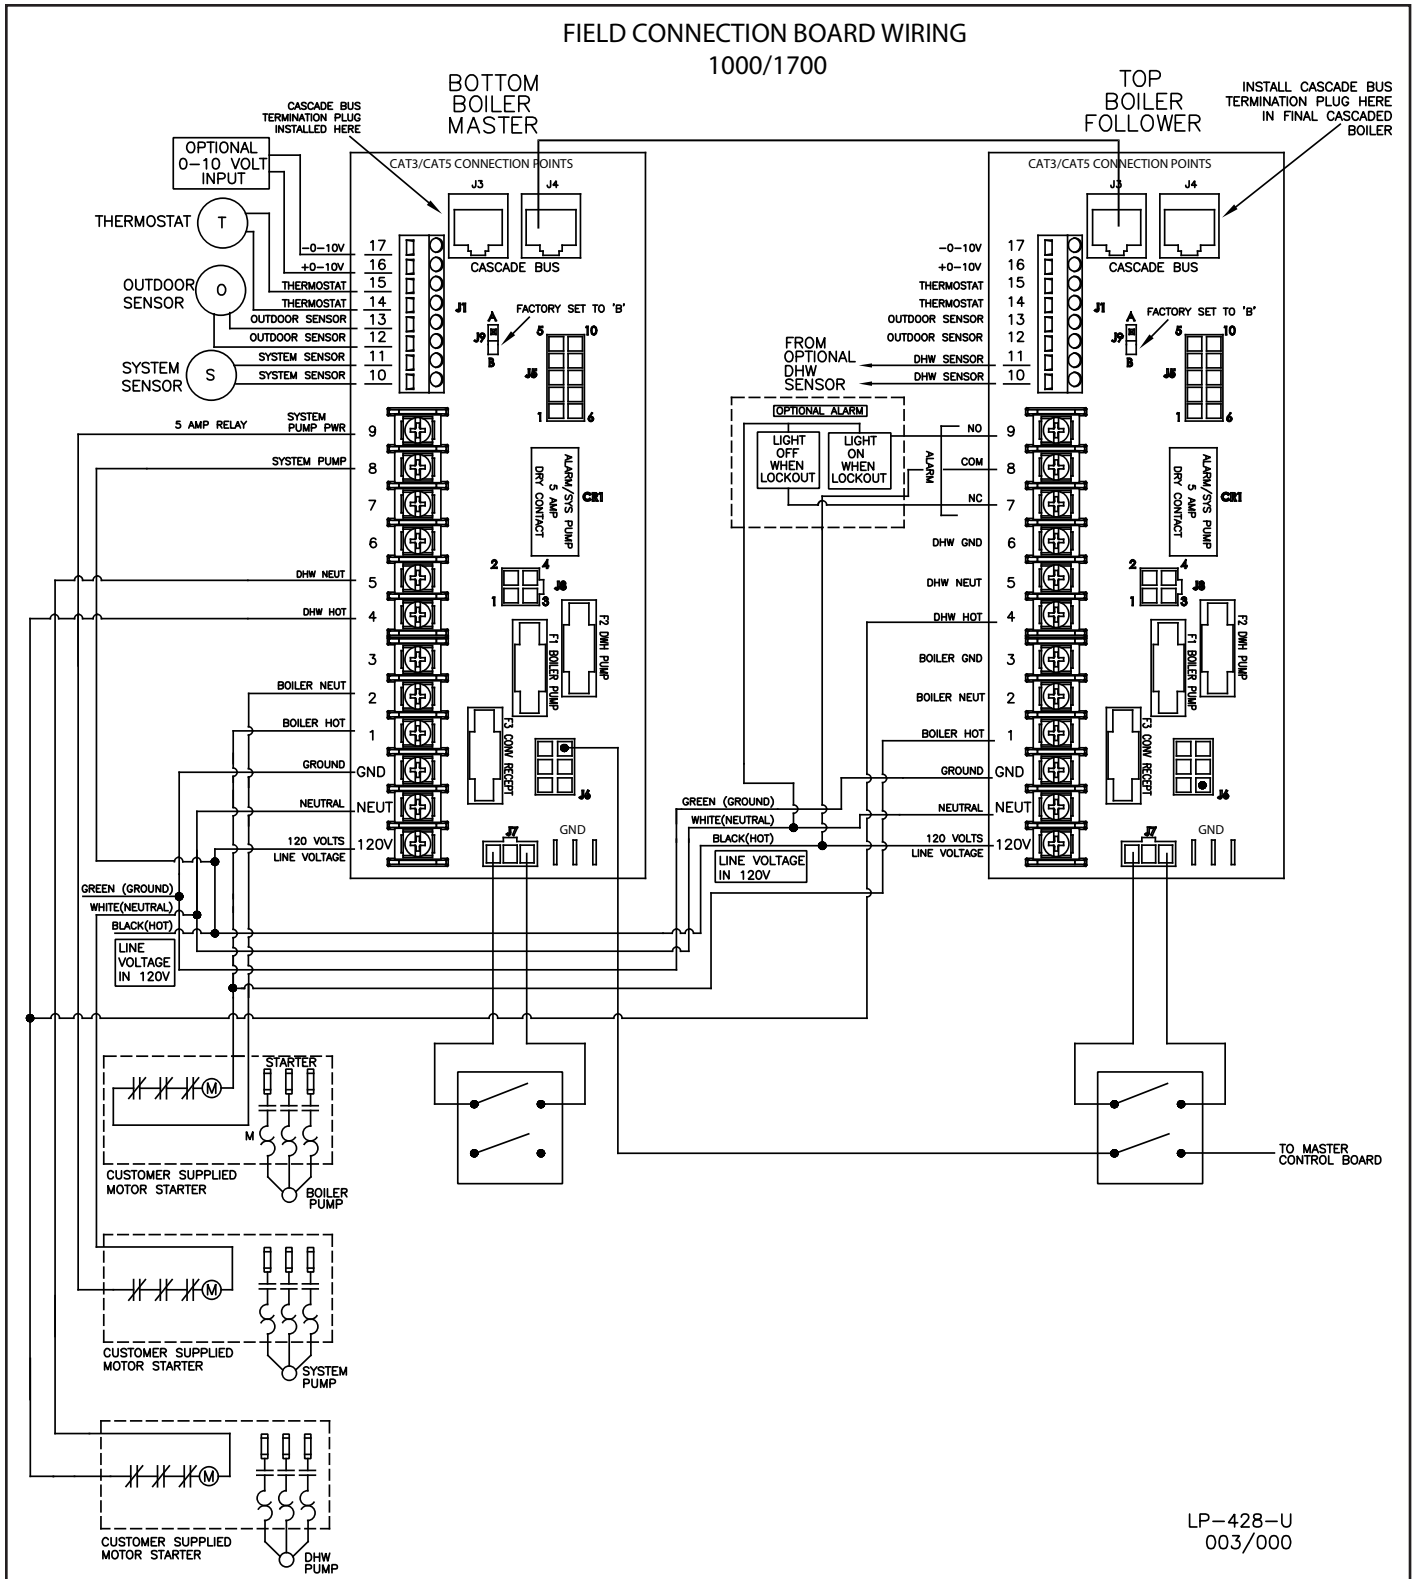 FIELD CONNECTION BOARD WIRING
1000/1700
BOTTOM
BOILER
MASTER
TOP
BOILER
FOLLOWER
CASCADE BUS
TERMINATION PLUG
INSTALLED HERE
INSTALL CASCADE BUS
TERMINATION PLUG HERE
IN FINAL CASCADED
BOILER
OPTIONAL
0-10 VOLT
INPUT
THERMOSTAT
T
OUTDOOR
SENSOR
O
SYSTEM
SENSOR
S
CAT3/CAT5 CONNECTION POINTS
J3
J4
CASCADE BUS
-0-10V 17
+0-10V 16
THERMOSTAT 15
THERMOSTAT 14
OUTDOOR SENSOR 13
OUTDOOR SENSOR 12
SYSTEM SENSOR 11
SYSTEM SENSOR 10
J1
A
J9
B
FACTORY SET TO 'B'
5 10
J5
1 6
5 AMP RELAY
SYSTEM
PUMP PWR 9
SYSTEM PUMP 8
7
6
DHW NEUT 5
DHW HOT 4
3
BOILER NEUT 2
BOILER HOT 1
GROUND GND
NEUTRAL NEUT
120 VOLTS 120V
LINE VOLTAGE
ALARM/SYS PUMP
5 AMP
DRY CONTACT
CR1
2 4
J8
1 3
F2 DWH PUMP
F1 BOILER PUMP
F3 CONV RECEPT
J6
J7
GND
CAT3/CAT5 CONNECTION POINTS
J3
J4
CASCADE BUS
-0-10V 17
+0-10V 16
THERMOSTAT 15
THERMOSTAT 14
OUTDOOR SENSOR 13
OUTDOOR SENSOR 12
DHW SENSOR 11
DHW SENSOR 10
J1
A
J9
B
FACTORY SET TO 'B'
5 10
J5
1 6
FROM
OPTIONAL
DHW
SENSOR
OPTIONAL ALARM
LIGHT
OFF
WHEN
LOCKOUT
LIGHT
ON
WHEN
LOCKOUT
ALARM
NO 9
COM 8
NC 7
DHW GND 6
DHW NEUT 5
DHW HOT 4
BOILER GND 3
BOILER NEUT 2
BOILER HOT 1
GROUND GND
NEUTRAL NEUT
120 VOLTS 120V
LINE VOLTAGE
ALARM/SYS PUMP
5 AMP
DRY CONTACT
CR1
2 4
J8
1 3
F2 DWH PUMP
F1 BOILER PUMP
F3 CONV RECEPT
J6
J7
GND
GREEN (GROUND)
WHITE(NEUTRAL)
BLACK(HOT)
LINE VOLTAGE
IN 120V
GREEN (GROUND)
WHITE(NEUTRAL)
BLACK(HOT)
LINE
VOLTAGE
IN 120V
STARTER
M
M
CUSTOMER SUPPLIED
MOTOR STARTER
BOILER
PUMP
TO MASTER
CONTROL BOARD
M
CUSTOMER SUPPLIED
MOTOR STARTER
SYSTEM
PUMP
M
CUSTOMER SUPPLIED
MOTOR STARTER
DHW
PUMP
LP-428-U
003/000